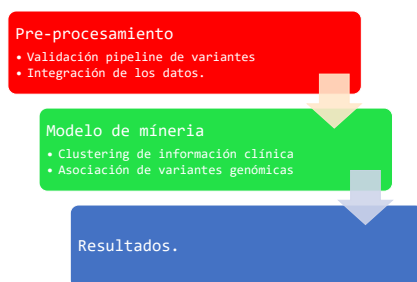 Pre-procesamiento
• Validación pipeline de variantes
• Integración de los datos.
Modelo de míneria
• Clustering de información clínica
• Asociación de variantes genómicas
Resultados.